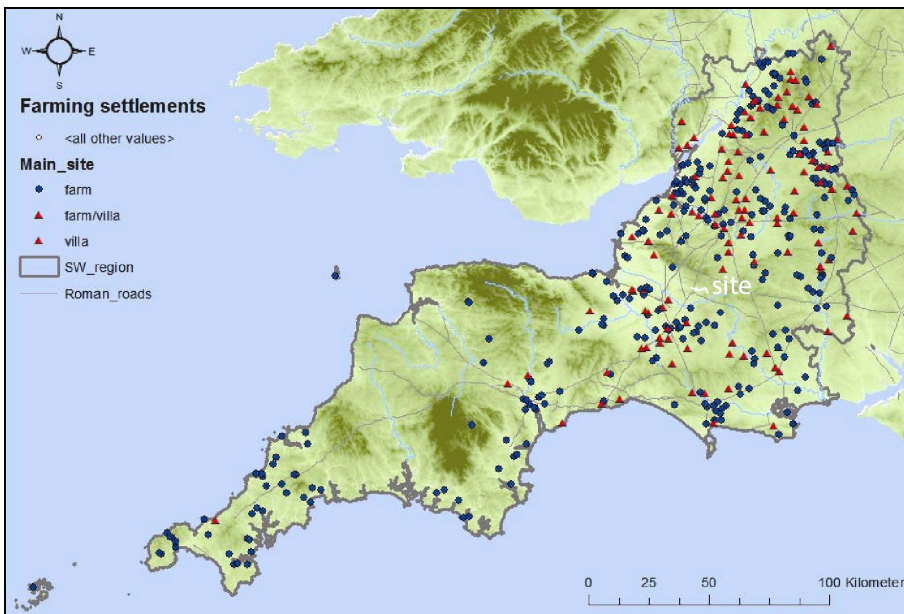 N
W E
S
Farming settlements
<all other values>
Main_site
farm
farm/villa
villa
SW_region
Roman_roads
site
0 25 50 100 Kilometer